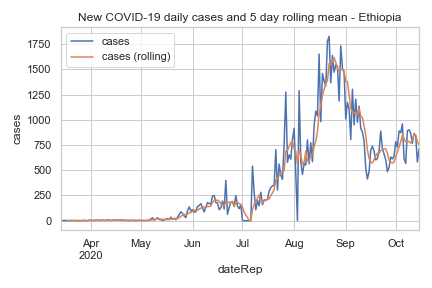 New COVID-19 daily cases and 5 day rolling mean - Ethiopia
cases
cases (rolling)
1750
1500
1250
1000
750
500
250
0
cases
Apr
2020
May
Jun
Jul
Aug
Sep
Oct
dateRep